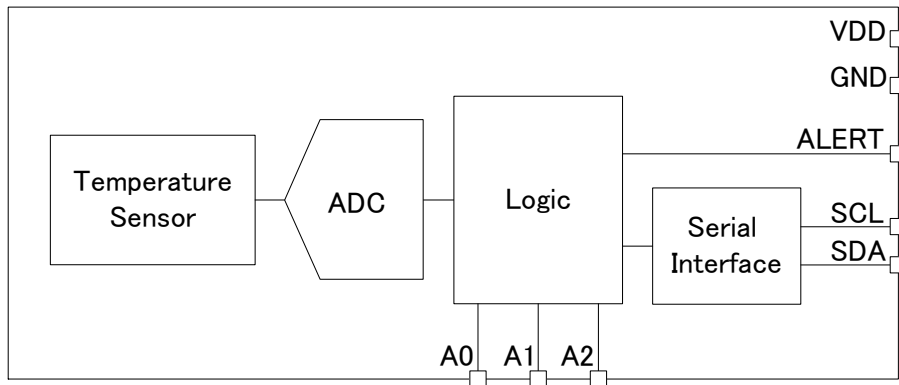 VDD
GND
ALERT
Temperature
Sensor
ADC
Logic
Serial
Interface
SCL
SDA
A0
A1
A2